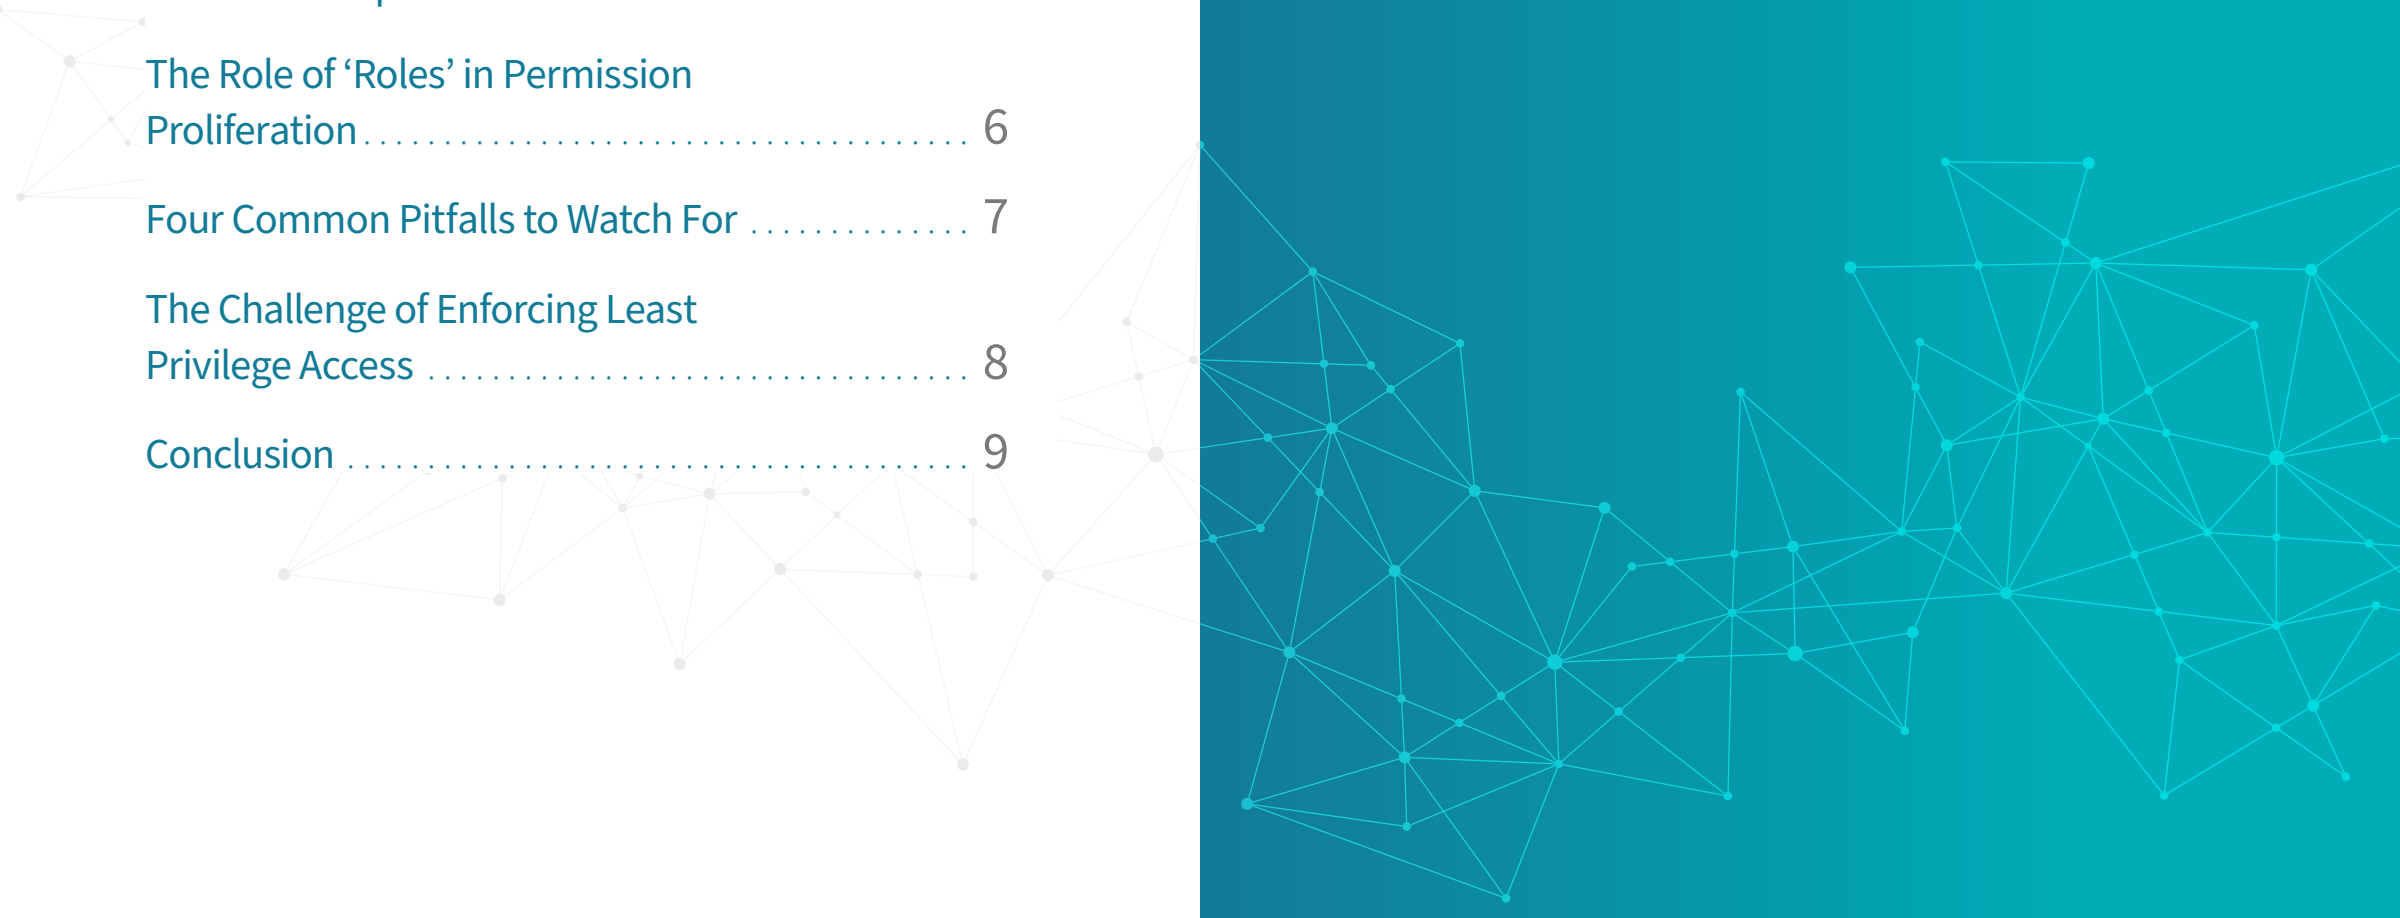 The Role of ‘Roles’ in Permission
Proliferation . . . . . . . . . . . . . . . . . . . . . . . . . . . . . . . . . . . . . . . 6
Four Common Pitfalls to Watch For . . . . . . . . . . . . . . 7
The Challenge of Enforcing Least
Privilege Access . . . . . . . . . . . . . . . . . . . . . . . . . . . . . . . . . . . 8
Conclusion . . . . . . . . . . . . . . . . . . . . . . . . . . . . . . . . . . . . . . . . 9